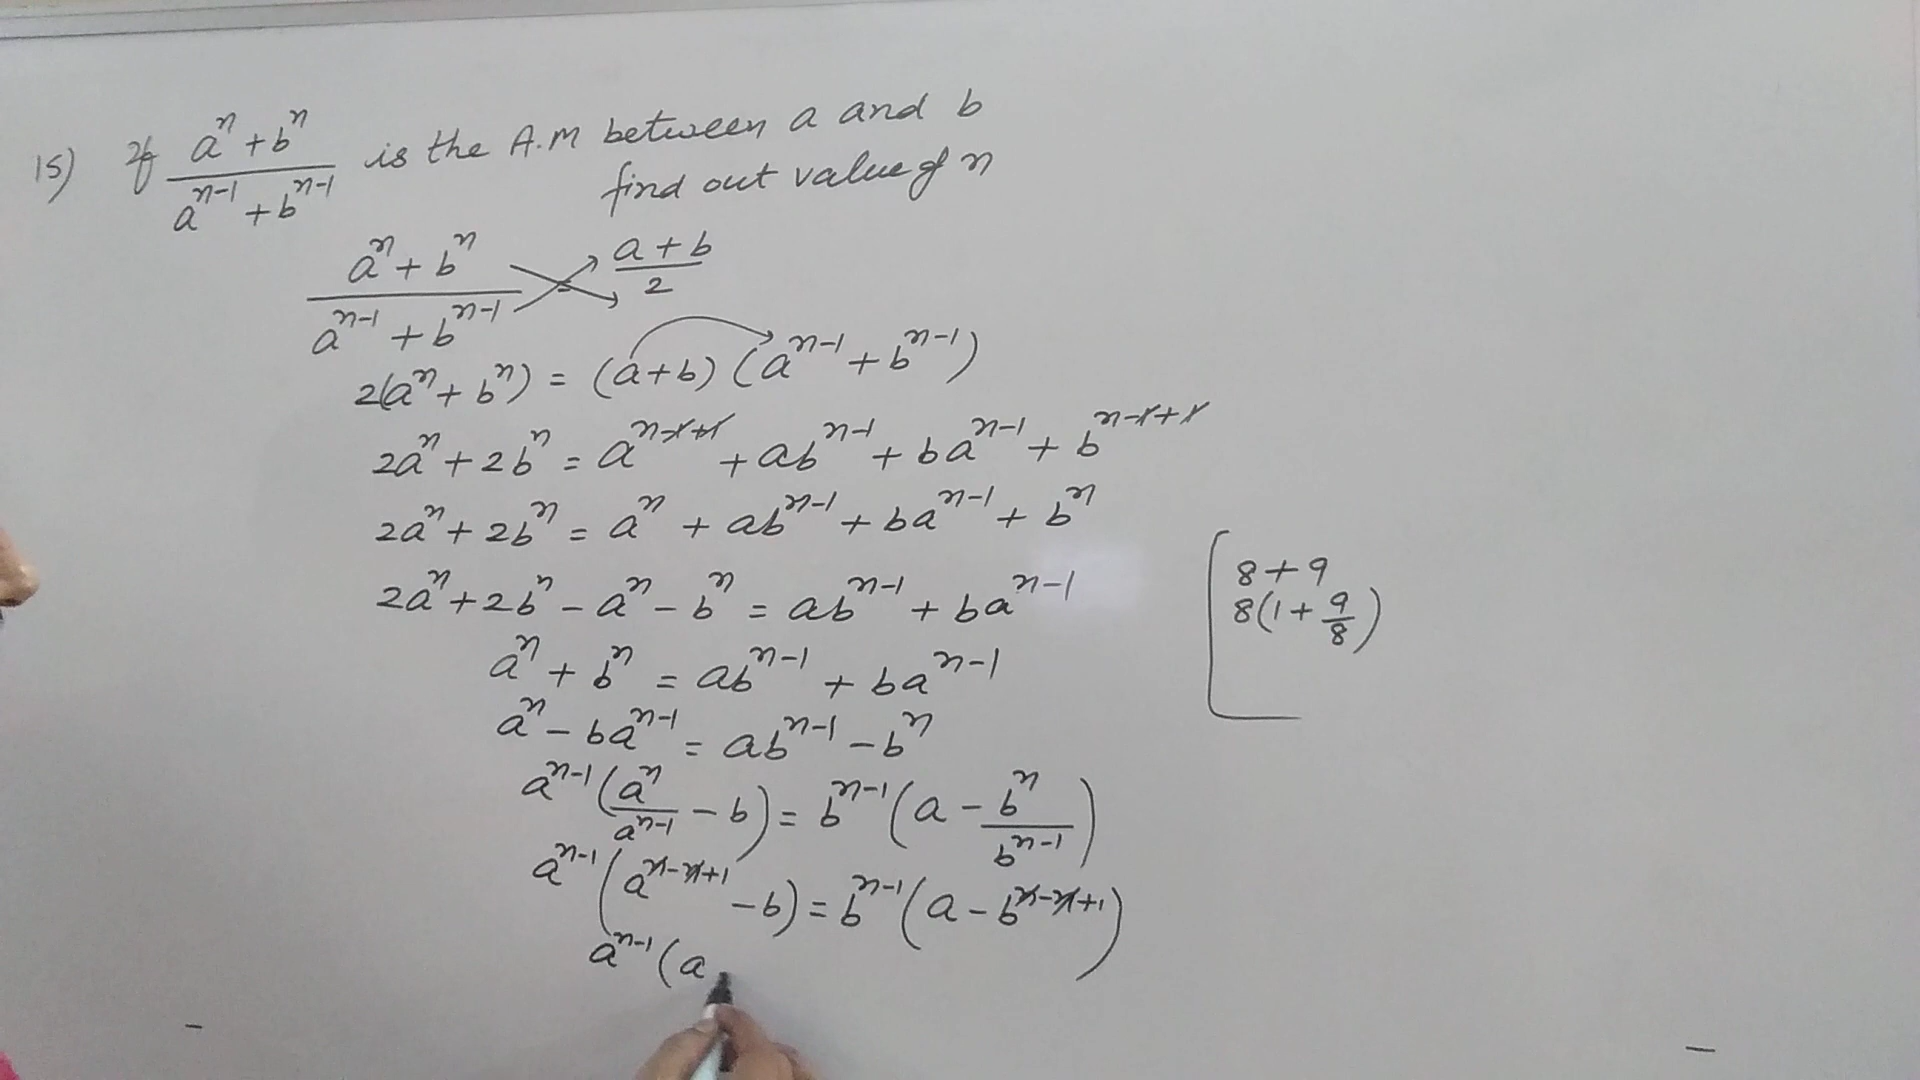 15) If (a^n + b^n)/(a^(n-1) + b^(n-1)) is the A.M between a and b
find out value of n
(a^n + b^n)/(a^(n-1) + b^(n-1)) = (a + b)/2
2(a^n + b^n) = (a+b) (a^(n-1) + b^(n-1))
2a^n + 2b^n = a^(n-1+1) + ab^(n-1) + ba^(n-1) + b^(n-1+1)
2a^n + 2b^n = a^n + ab^(n-1) + ba^(n-1) + b^n
2a^n + 2b^n - a^n - b^n = ab^(n-1) + ba^(n-1)
a^n + b^n = ab^(n-1) + ba^(n-1)
a^n - ba^(n-1) = ab^(n-1) - b^n
a^(n-1) (a^n/a^(n-1) - b) = b^(n-1) (a - b^n/b^(n-1))
a^(n-1) (a^(n-n+1) - b) = b^(n-1) (a - b^(n-n+1))
a^(n-1) (a
8 + 9
8(1 + 9/8)